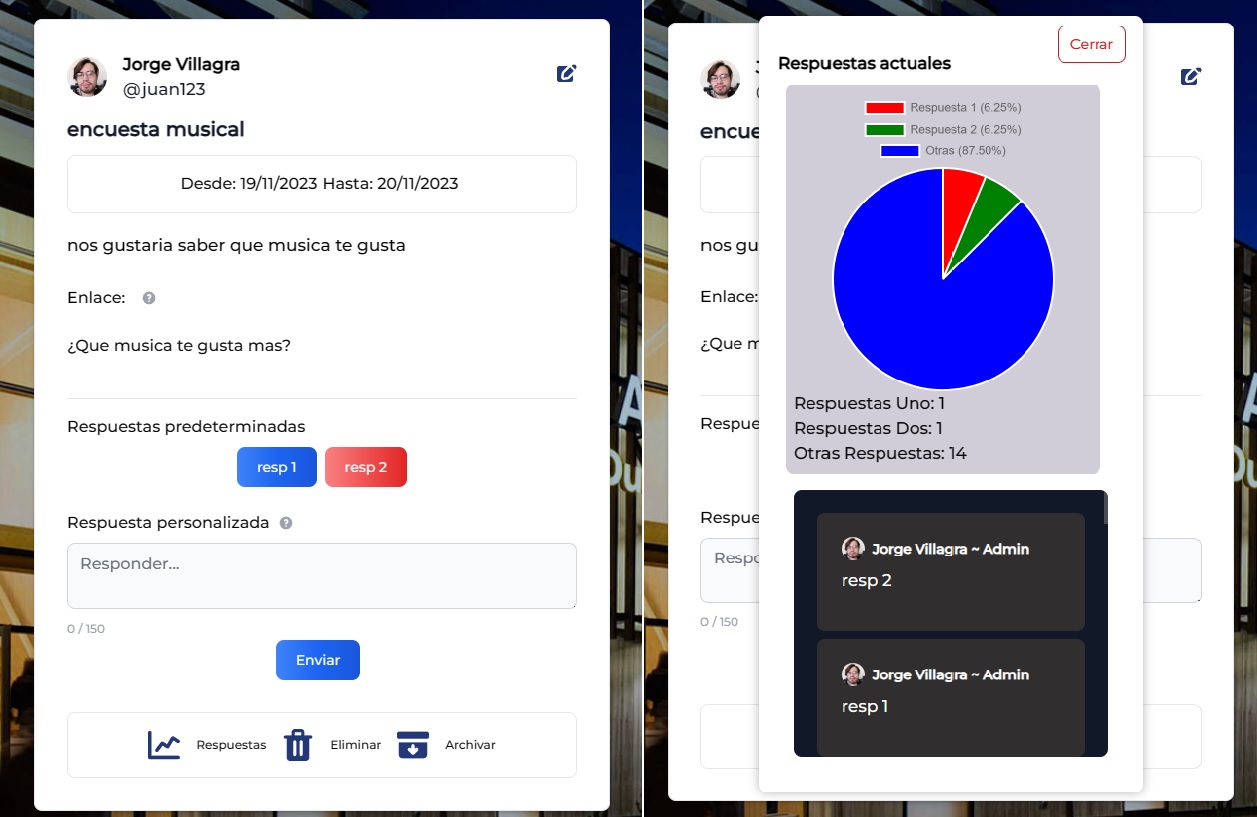 Jorge Villagra
@juan123
encuesta musical
Desde: 19/11/2023 Hasta: 20/11/2023
nos gustaria saber que musica te gusta
Enlace: ?
¿Que musica te gusta mas?
Respuestas predeterminadas
resp 1 resp 2
Respuesta personalizada ?
Responder...
0 / 150
Enviar
Respuestas Eliminar Archivar
encue
nos gu
Enlace:
¿Que m
Respue
Respue
Respo
0 / 150
Cerrar
Respuestas actuales
Respuesta 1 (6.25%)
Respuesta 2 (6.25%)
Otras (87.50%)
Respuestas Uno: 1
Respuestas Dos: 1
Otras Respuestas: 14
Jorge Villagra ~ Admin
resp 2
Jorge Villagra ~ Admin
resp 1